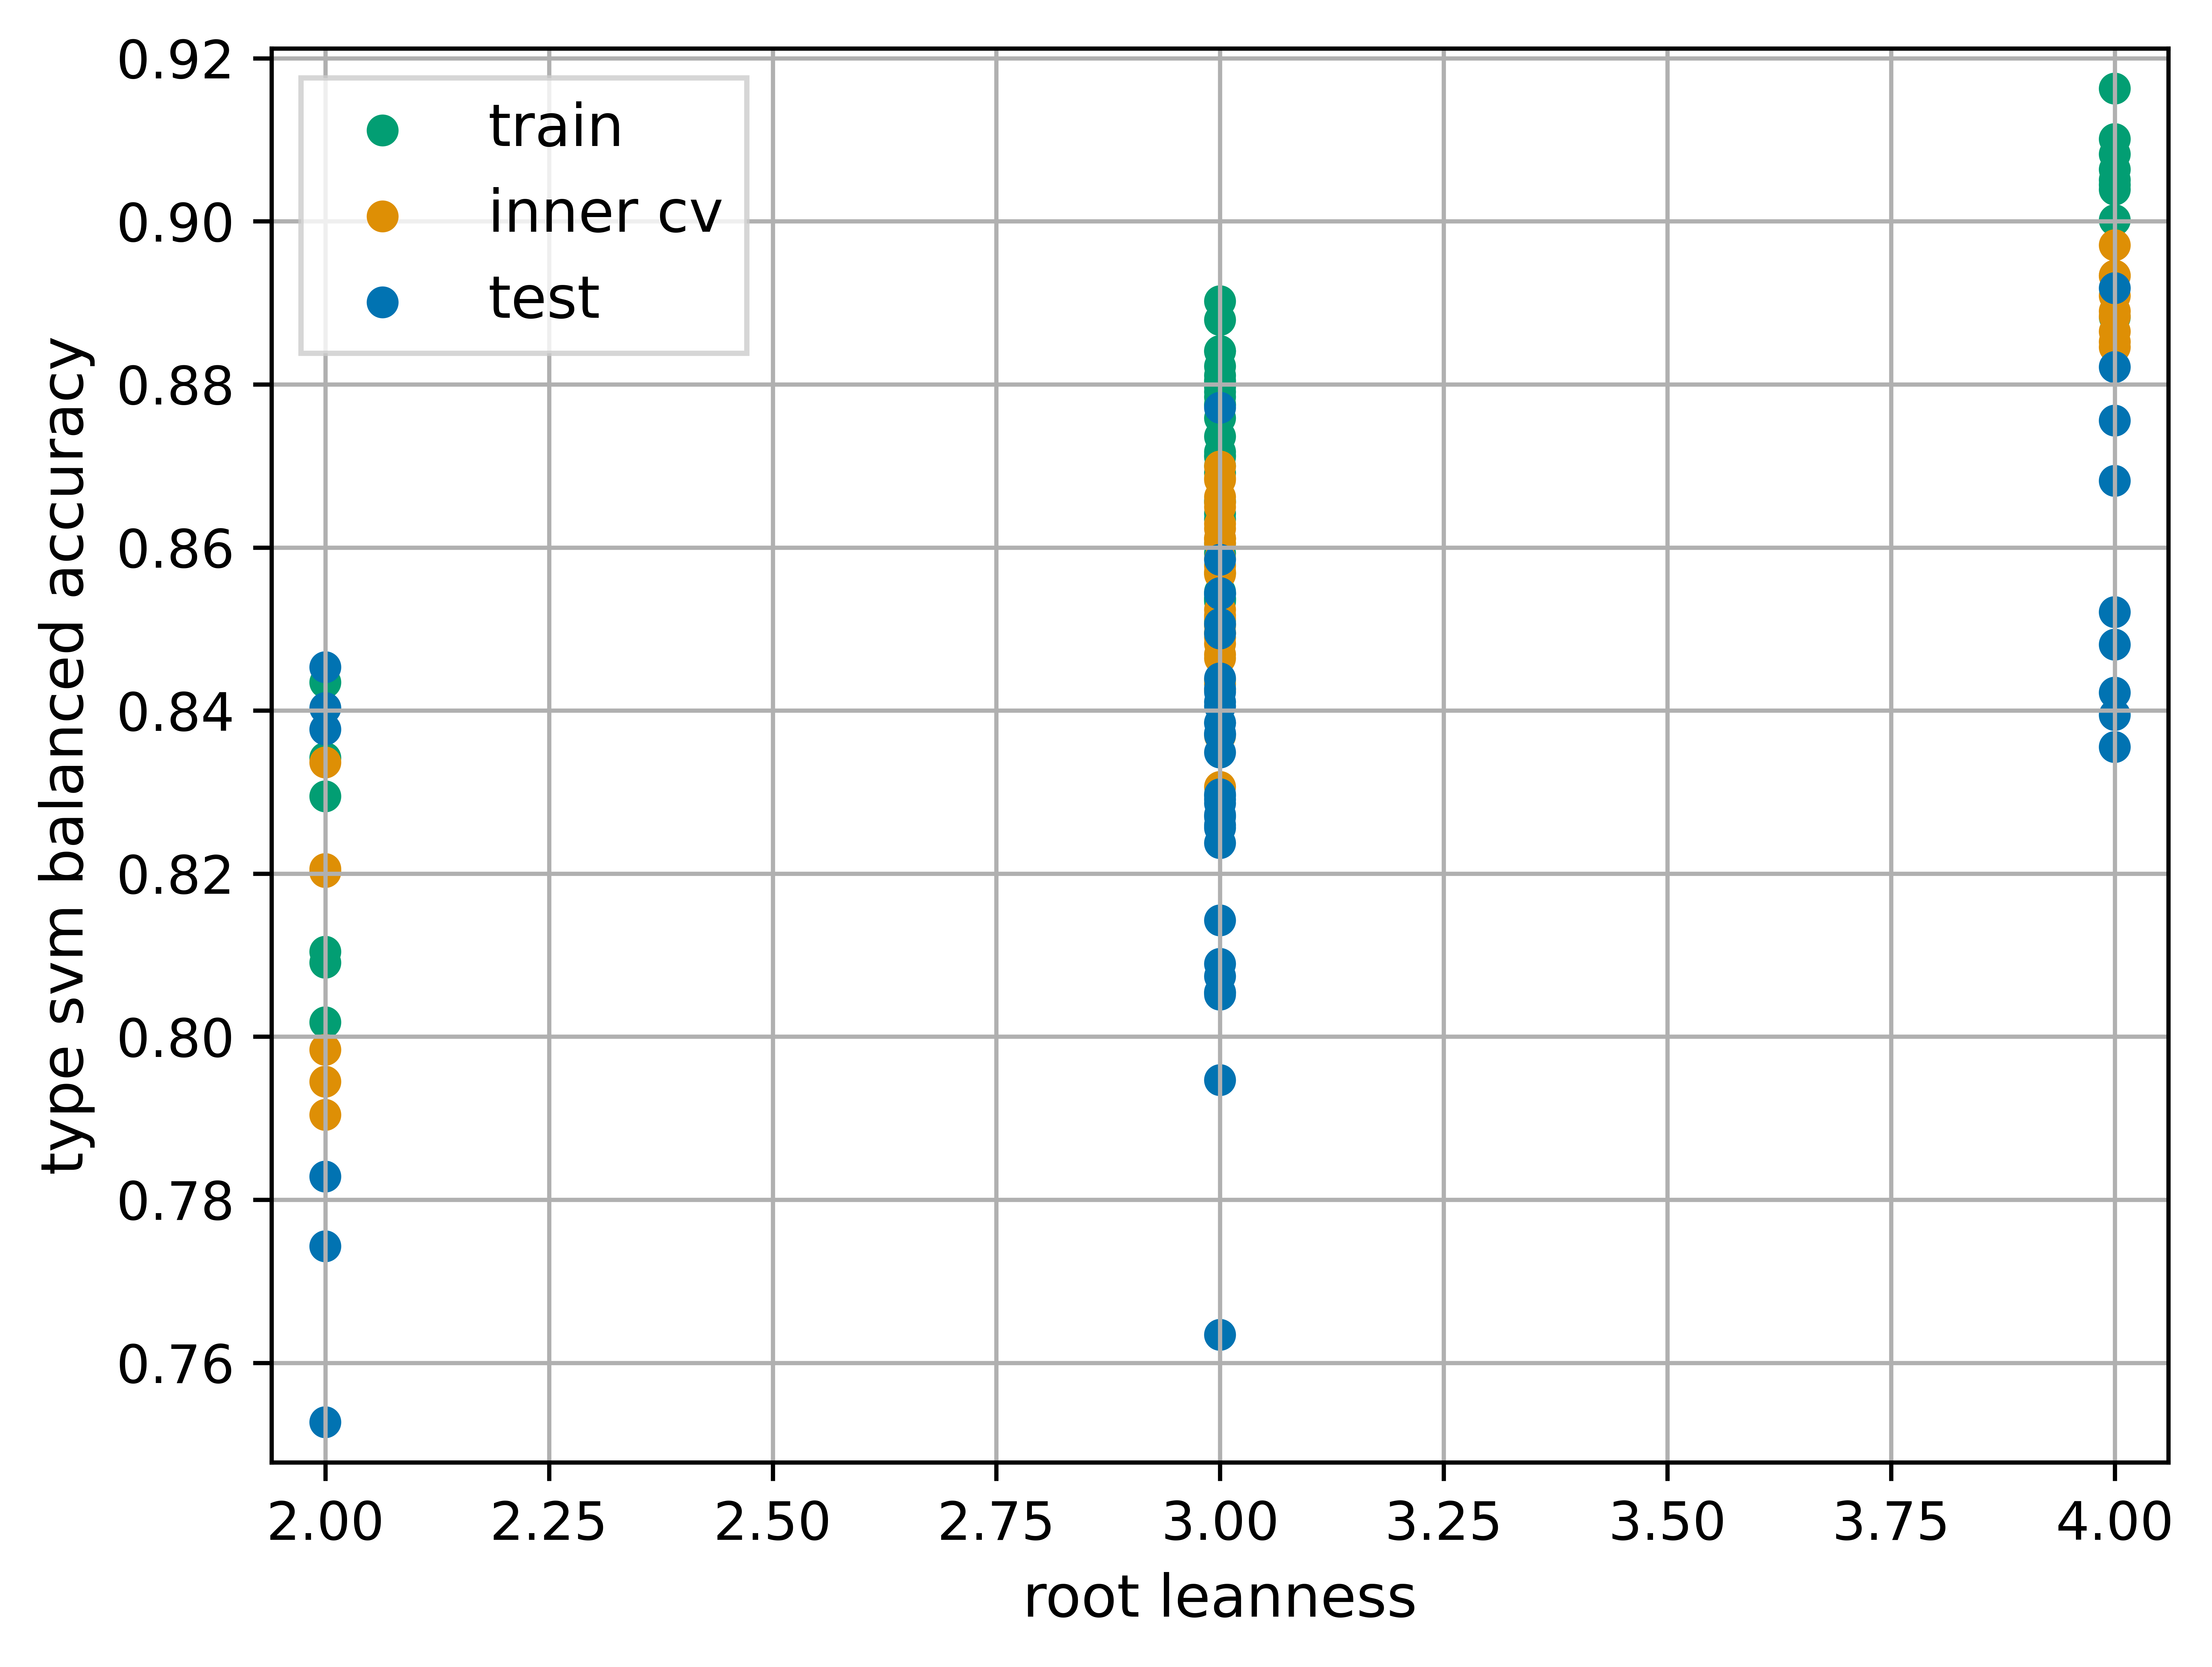 train
inner cv
test
type svm balanced accuracy
0.92
0.90
0.88
0.86
0.84
0.82
0.80
0.78
0.76
2.00 2.25 2.50 2.75 3.00 3.25 3.50 3.75 4.00
root leanness